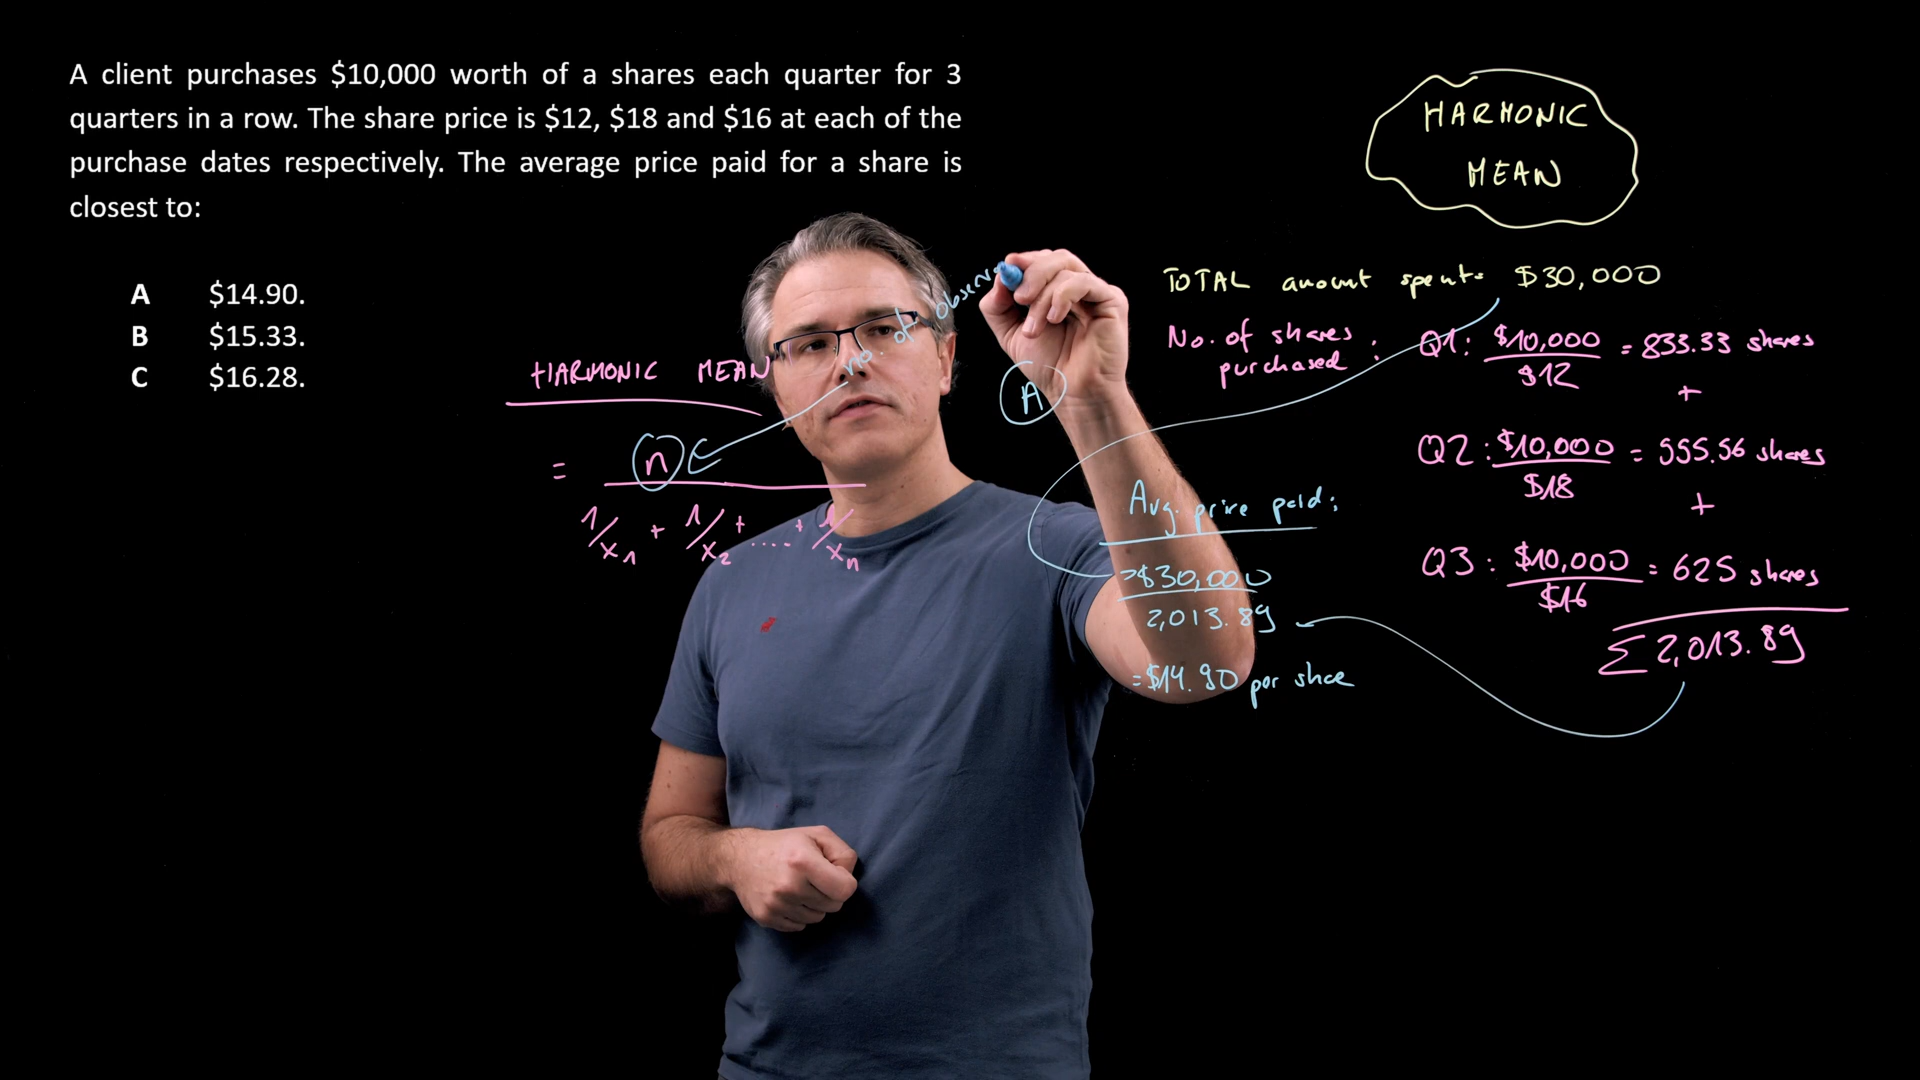 A client purchases $10,000 worth of a shares each quarter for 3
quarters in a row. The share price is $12, $18 and $16 at each of the
purchase dates respectively. The average price paid for a share is
closest to:
A $14.90.
B $15.33.
C $16.28.
HARMONIC
MEAN
TOTAL amount spent: $30,000
No. of shares
purchased :
Q1: $10,000
$12
= 833.33 shares
+
Q2: $10,000
$18
= 555.56 shares
+
Q3: $10,000
$16
= 625 shares
Σ 2,013.89
HARMONIC MEAN
= n
1/x1 + 1/x2 + .... + 1/xn
no. of observa
A
Avg. price paid:
$30,000
2,013.89
= $14.90 per share